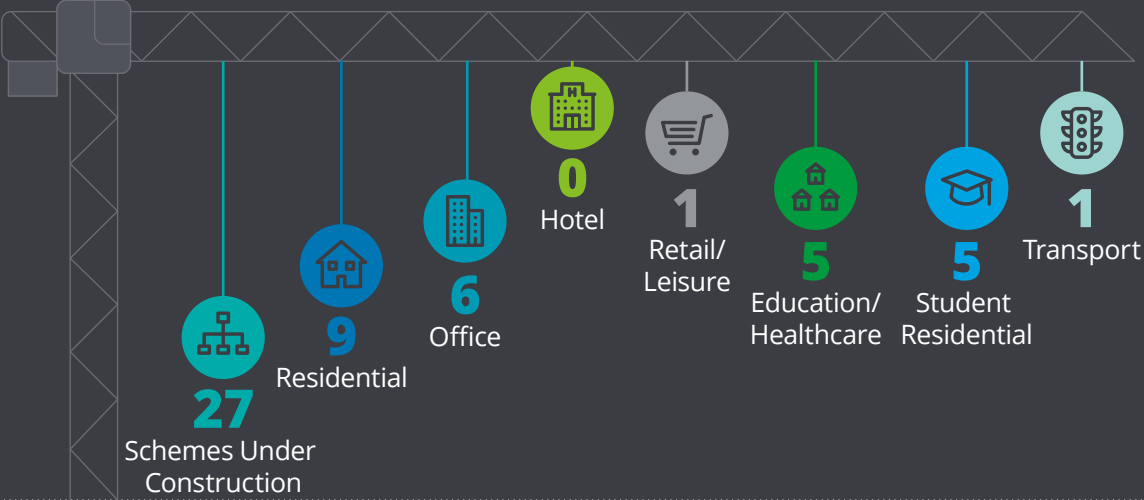 27
Schemes Under
Construction
9
Residential
6
Office
H
0
Hotel
1
Retail/
Leisure
5
Education/
Healthcare
5
Student
Residential
1
Transport